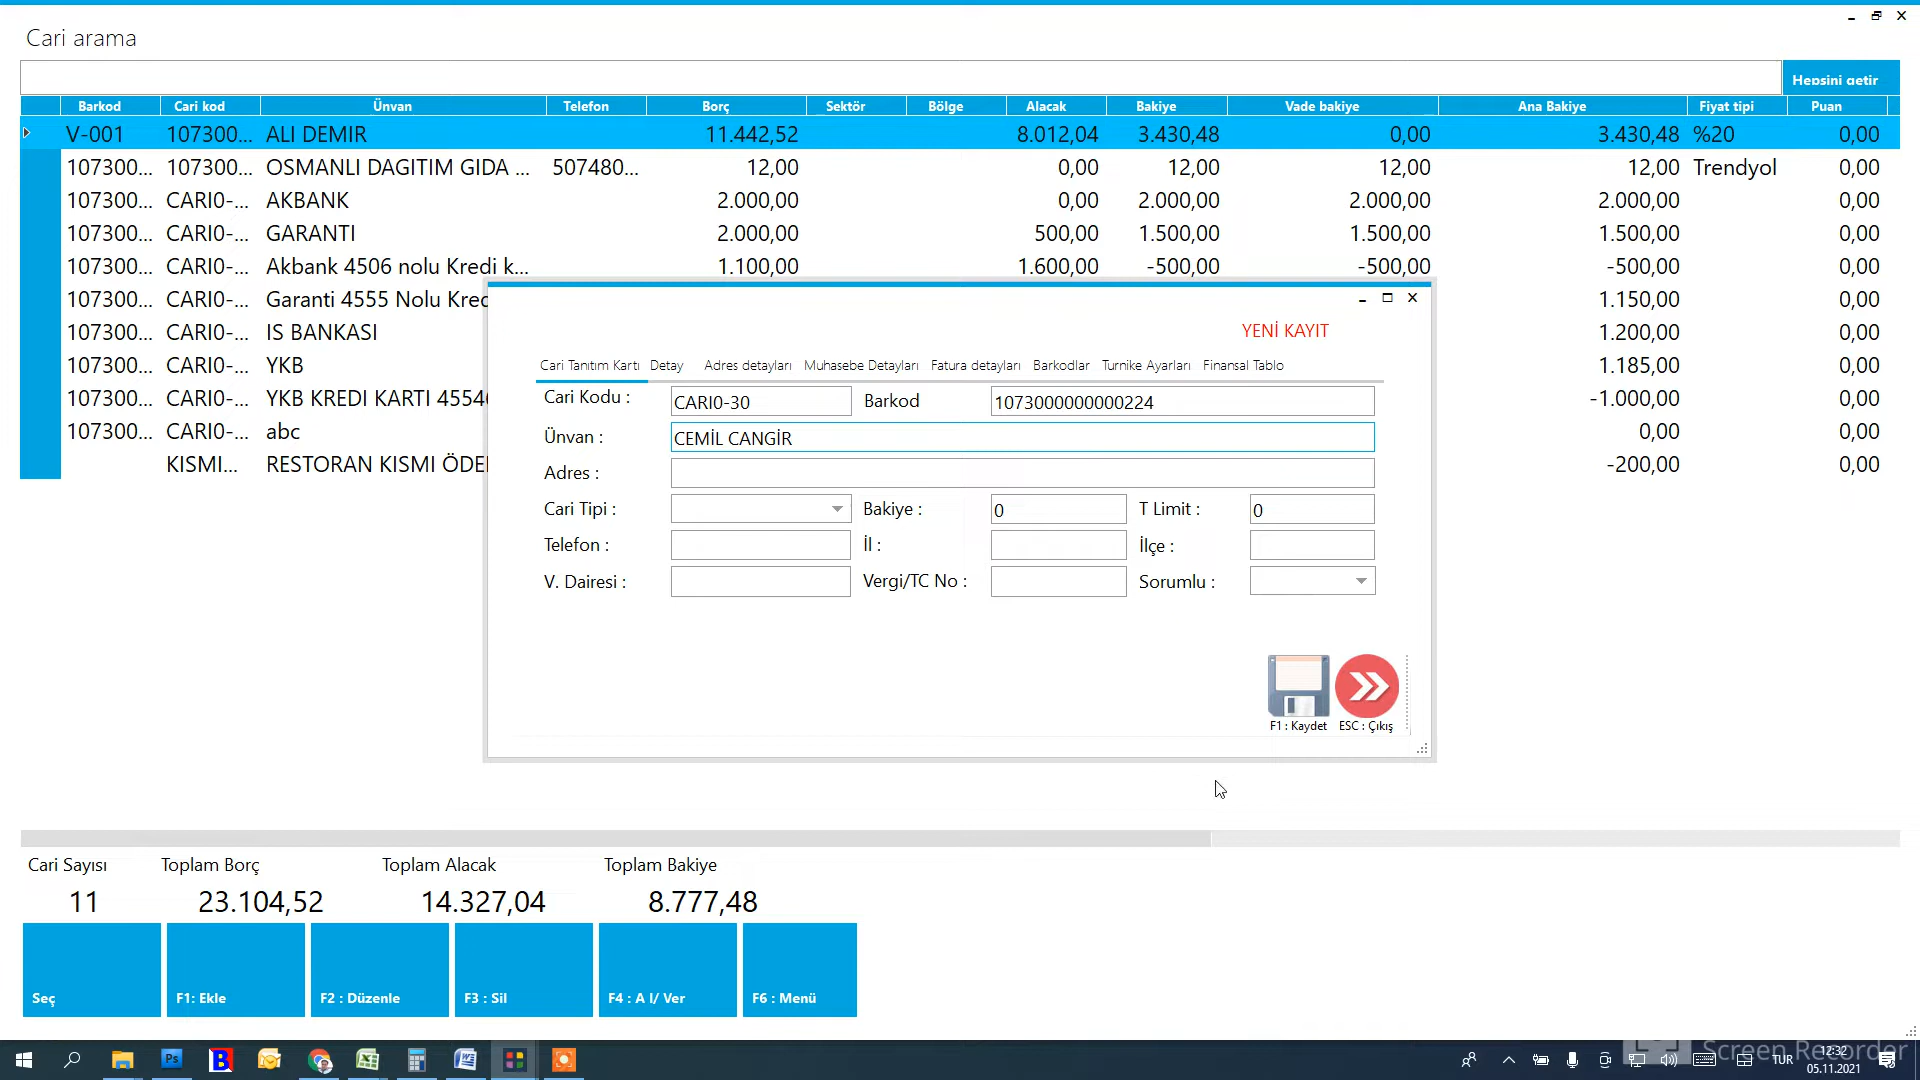 Cari arama
Hepsini getir
Barkod Cari kod Ünvan Telefon Borç Sektör Bölge Alacak Bakiye Vade bakiye Ana Bakiye Fiyat tipi Puan
V-001 107300... ALI DEMIR 11.442,52 8.012,04 3.430,48 0,00 3.430,48 %20 0,00
107300... 107300... OSMANLI DAGITIM GIDA ... 507480... 12,00 0,00 12,00 12,00 12,00 Trendyol 0,00
107300... CARI0-... AKBANK 2.000,00 0,00 2.000,00 2.000,00 2.000,00 0,00
107300... CARI0-... GARANTI 2.000,00 500,00 1.500,00 1.500,00 1.500,00 0,00
107300... CARI0-... Akbank 4506 nolu Kredi k... 1.100,00 1.600,00 -500,00 -500,00 -500,00 0,00
107300... CARI0-... Garanti 4555 Nolu Kred 1.150,00 0,00
107300... CARI0-... IS BANKASI 1.200,00 0,00
107300... CARI0-... YKB 1.185,00 0,00
107300... CARI0-... YKB KREDI KARTI 4554 -1.000,00 0,00
107300... CARI0-... abc 0,00 0,00
KISMI... RESTORAN KISMI ÖDE -200,00 0,00
YENİ KAYIT
Cari Tanıtım Kartı Detay Adres detayları Muhasebe Detayları Fatura detayları Barkodlar Turnike Ayarları Finansal Tablo
Cari Kodu : CARI0-30 Barkod 1073000000000224
Ünvan : CEMİL CANGİR
Adres :
Cari Tipi : Bakiye : 0 T Limit : 0
Telefon : İl : İlçe :
V. Dairesi : Vergi/TC No : Sorumlu :
F1 : Kaydet ESC : Çıkış
Cari Sayısı Toplam Borç Toplam Alacak Toplam Bakiye
11 23.104,52 14.327,04 8.777,48
Seç F1: Ekle F2 : Düzenle F3 : Sil F4 : A l/ Ver F6 : Menü
Screen Recorder
TUR 12:32
05.11.2021